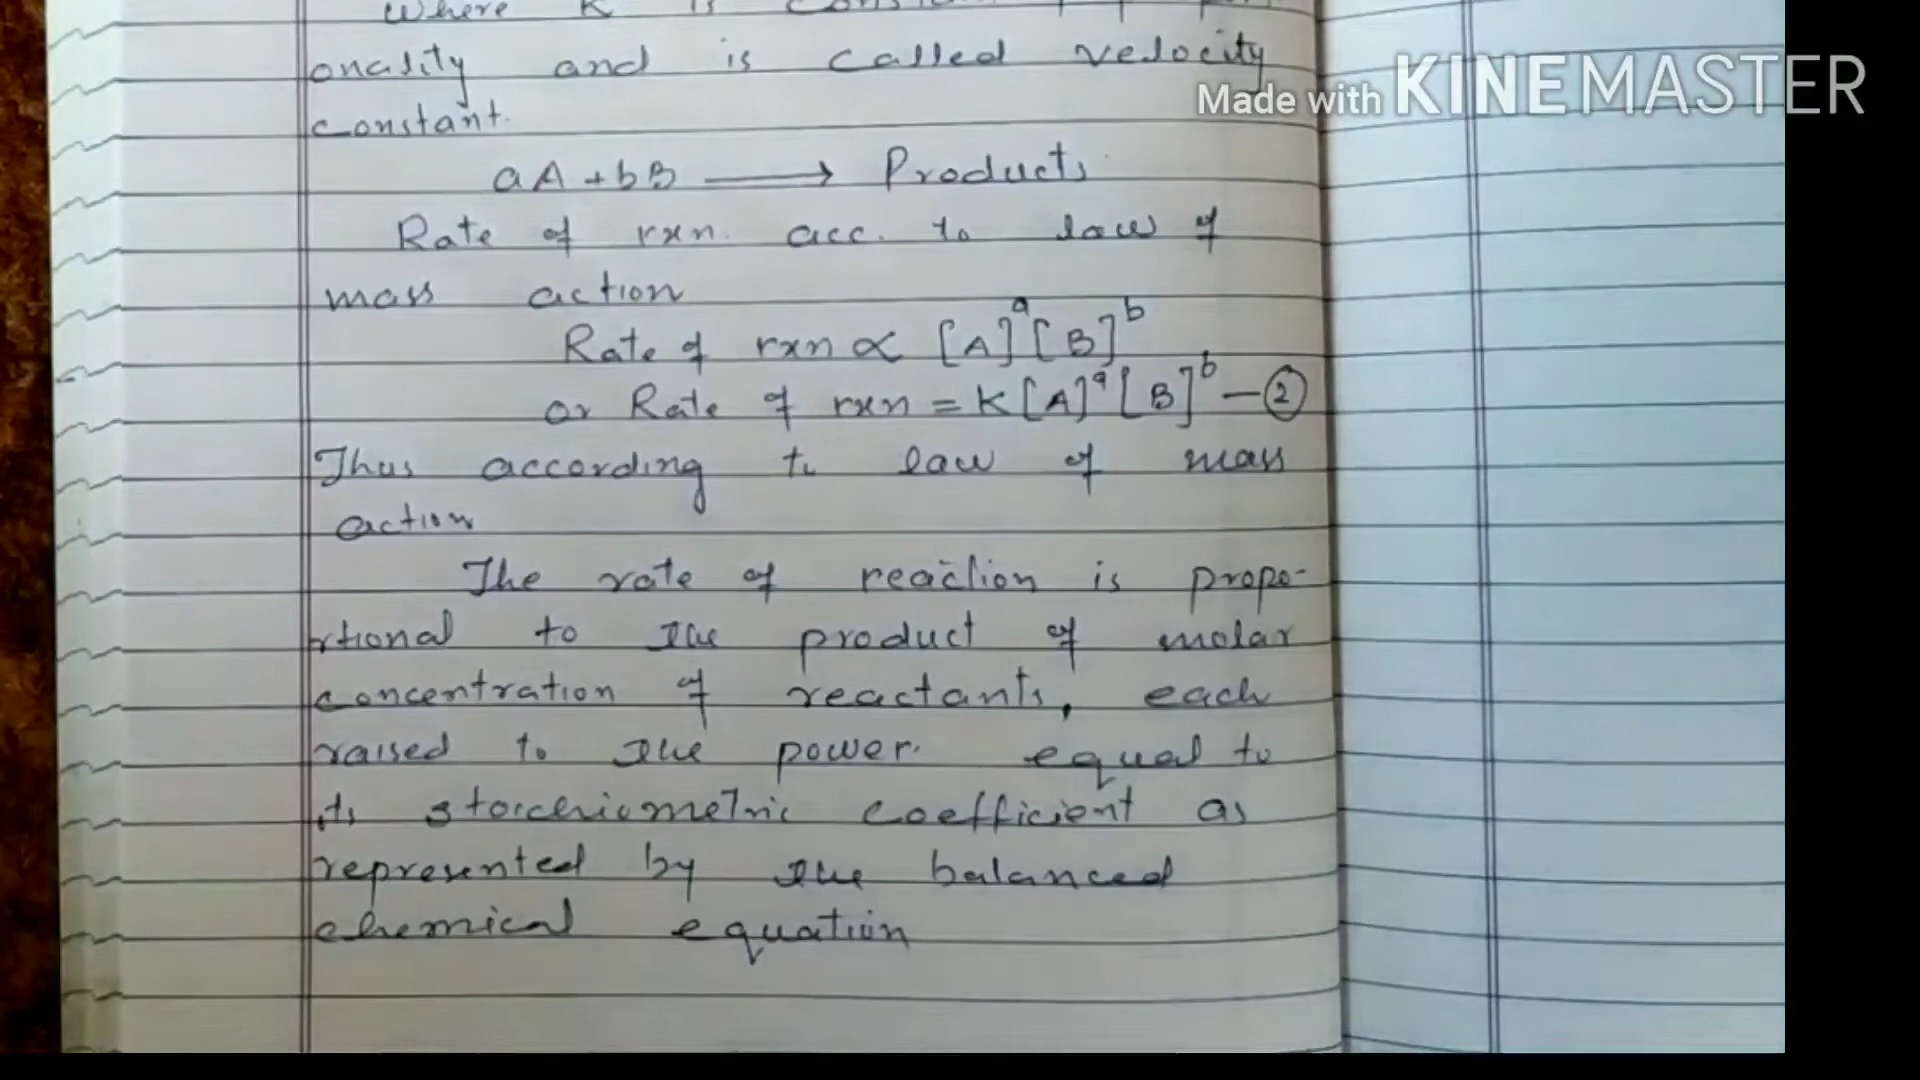 where K is
onality and is called velocity
Made with KINEMASTER
constant.
aA + bB ⟶ Products
Rate of rxn. acc. to law of
mass action
Rate of rxn ∝ [A]ᵃ [B]ᵇ
or Rate of rxn = K[A]ᵃ [B]ᵇ — ②
Thus according to law of mass
action
The rate of reaction is propo-
rtional to the product of molar
concentration of reactants, each
raised to the power. equal to
its stoichiometric coefficient as
represented by the balanced
chemical equation